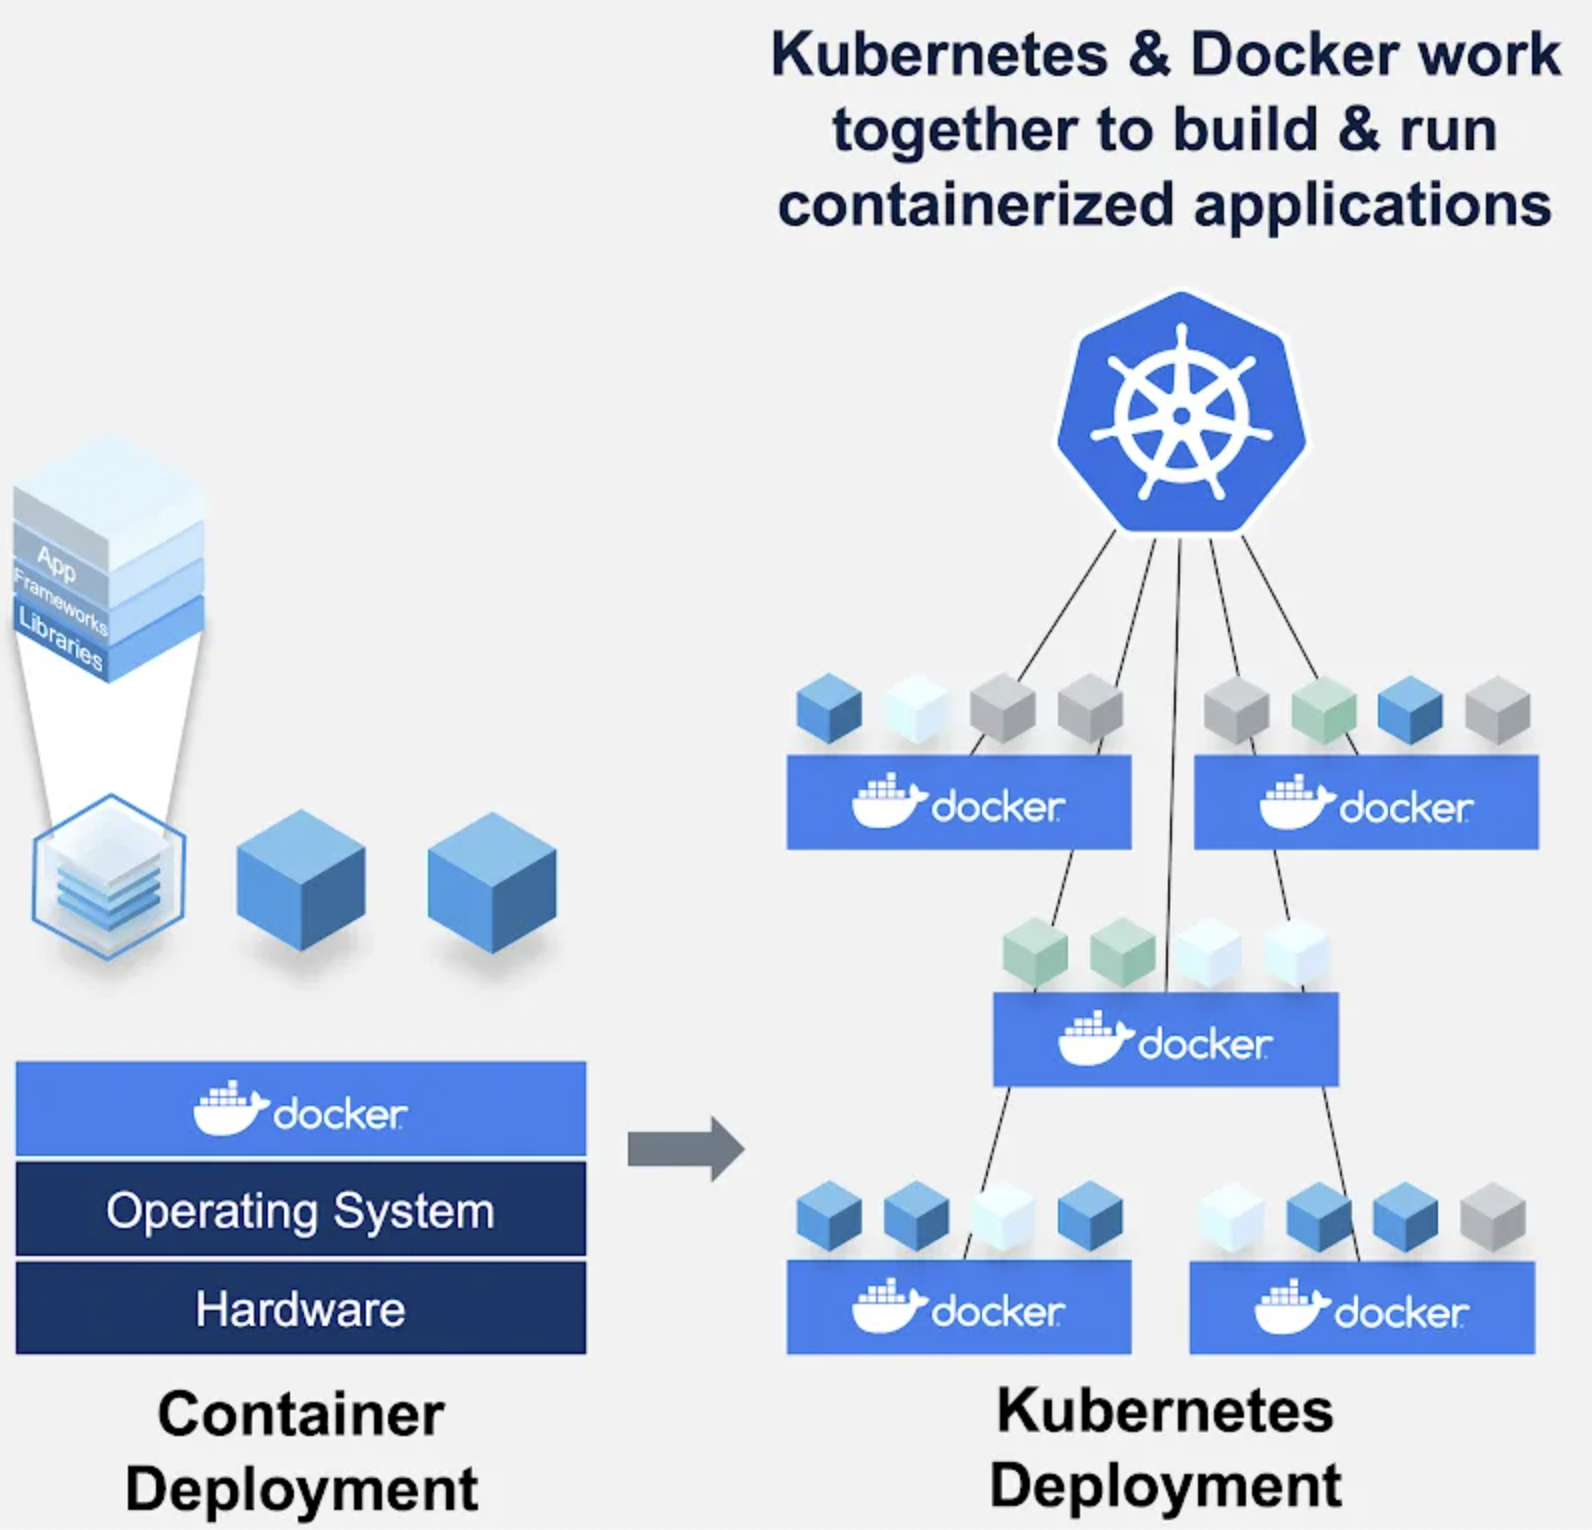 Kubernetes & Docker work
together to build & run
containerized applications
App
Frameworks
Libraries
docker
Operating System
Hardware
Container
Deployment
docker
docker
docker
docker
docker
Kubernetes
Deployment